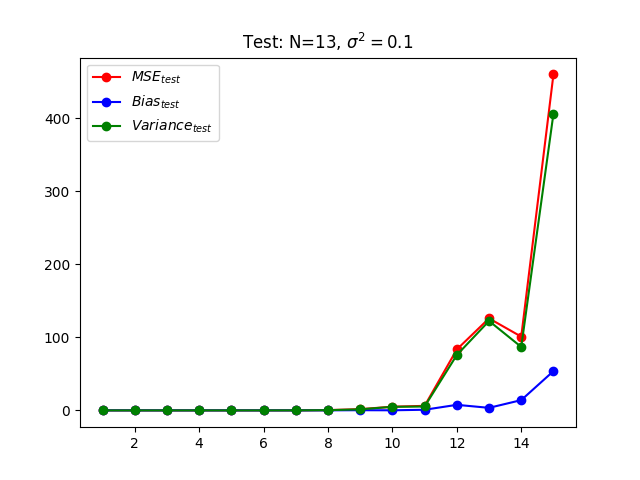 Test: N=13, σ² = 0.1
MSE_test
Bias_test
Variance_test
400
300
200
100
0
2 4 6 8 10 12 14